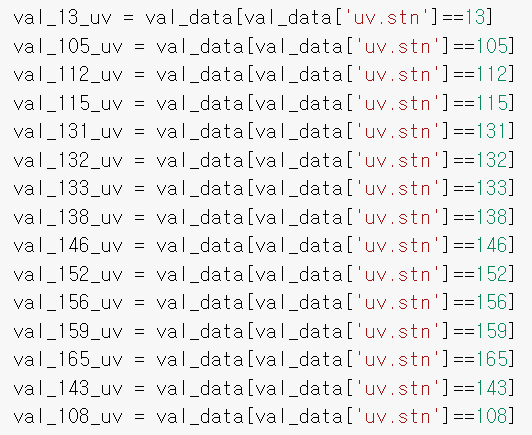 val_13_uv = val_data[val_data['uv.stn']==13]
val_105_uv = val_data[val_data['uv.stn']==105]
val_112_uv = val_data[val_data['uv.stn']==112]
val_115_uv = val_data[val_data['uv.stn']==115]
val_131_uv = val_data[val_data['uv.stn']==131]
val_132_uv = val_data[val_data['uv.stn']==132]
val_133_uv = val_data[val_data['uv.stn']==133]
val_138_uv = val_data[val_data['uv.stn']==138]
val_146_uv = val_data[val_data['uv.stn']==146]
val_152_uv = val_data[val_data['uv.stn']==152]
val_156_uv = val_data[val_data['uv.stn']==156]
val_159_uv = val_data[val_data['uv.stn']==159]
val_165_uv = val_data[val_data['uv.stn']==165]
val_143_uv = val_data[val_data['uv.stn']==143]
val_108_uv = val_data[val_data['uv.stn']==108]